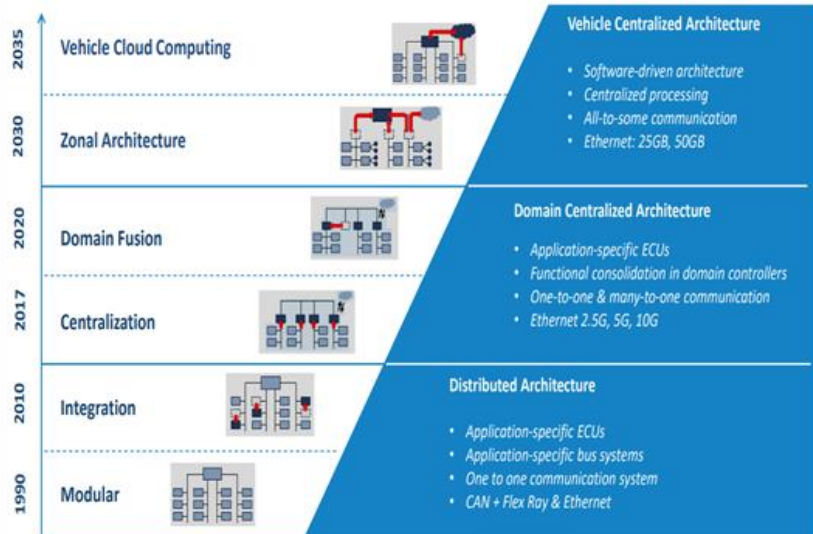 2035
Vehicle Cloud Computing
2030
Zonal Architecture
Vehicle Centralized Architecture
• Software-driven architecture
• Centralized processing
• All-to-some communication
• Ethernet: 25GB, 50GB
2020
Domain Fusion
2017
Centralization
Domain Centralized Architecture
• Application-specific ECUs
• Functional consolidation in domain controllers
• One-to-one & many-to-one communication
• Ethernet 2.5G, 5G, 10G
2010
Integration
1990
Modular
Distributed Architecture
• Application-specific ECUs
• Application-specific bus systems
• One to one communication system
• CAN + Flex Ray & Ethernet